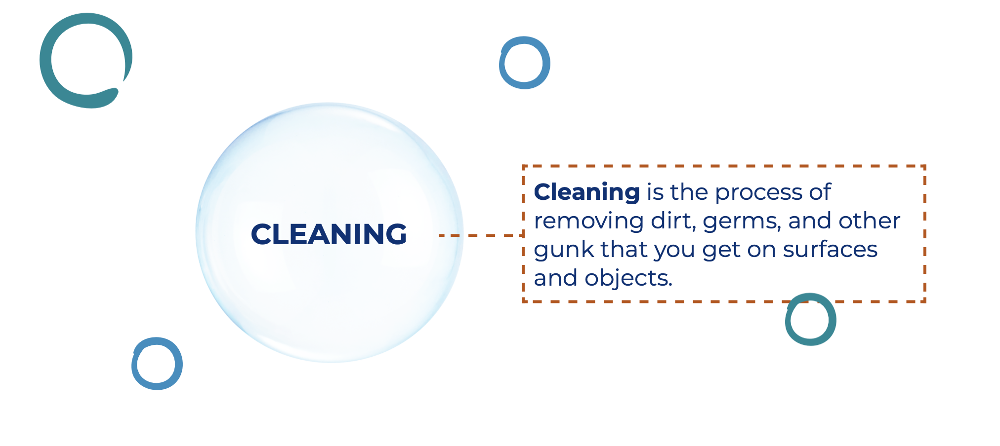 CLEANING
Cleaning is the process of
removing dirt, germs, and other
gunk that you get on surfaces
and objects.